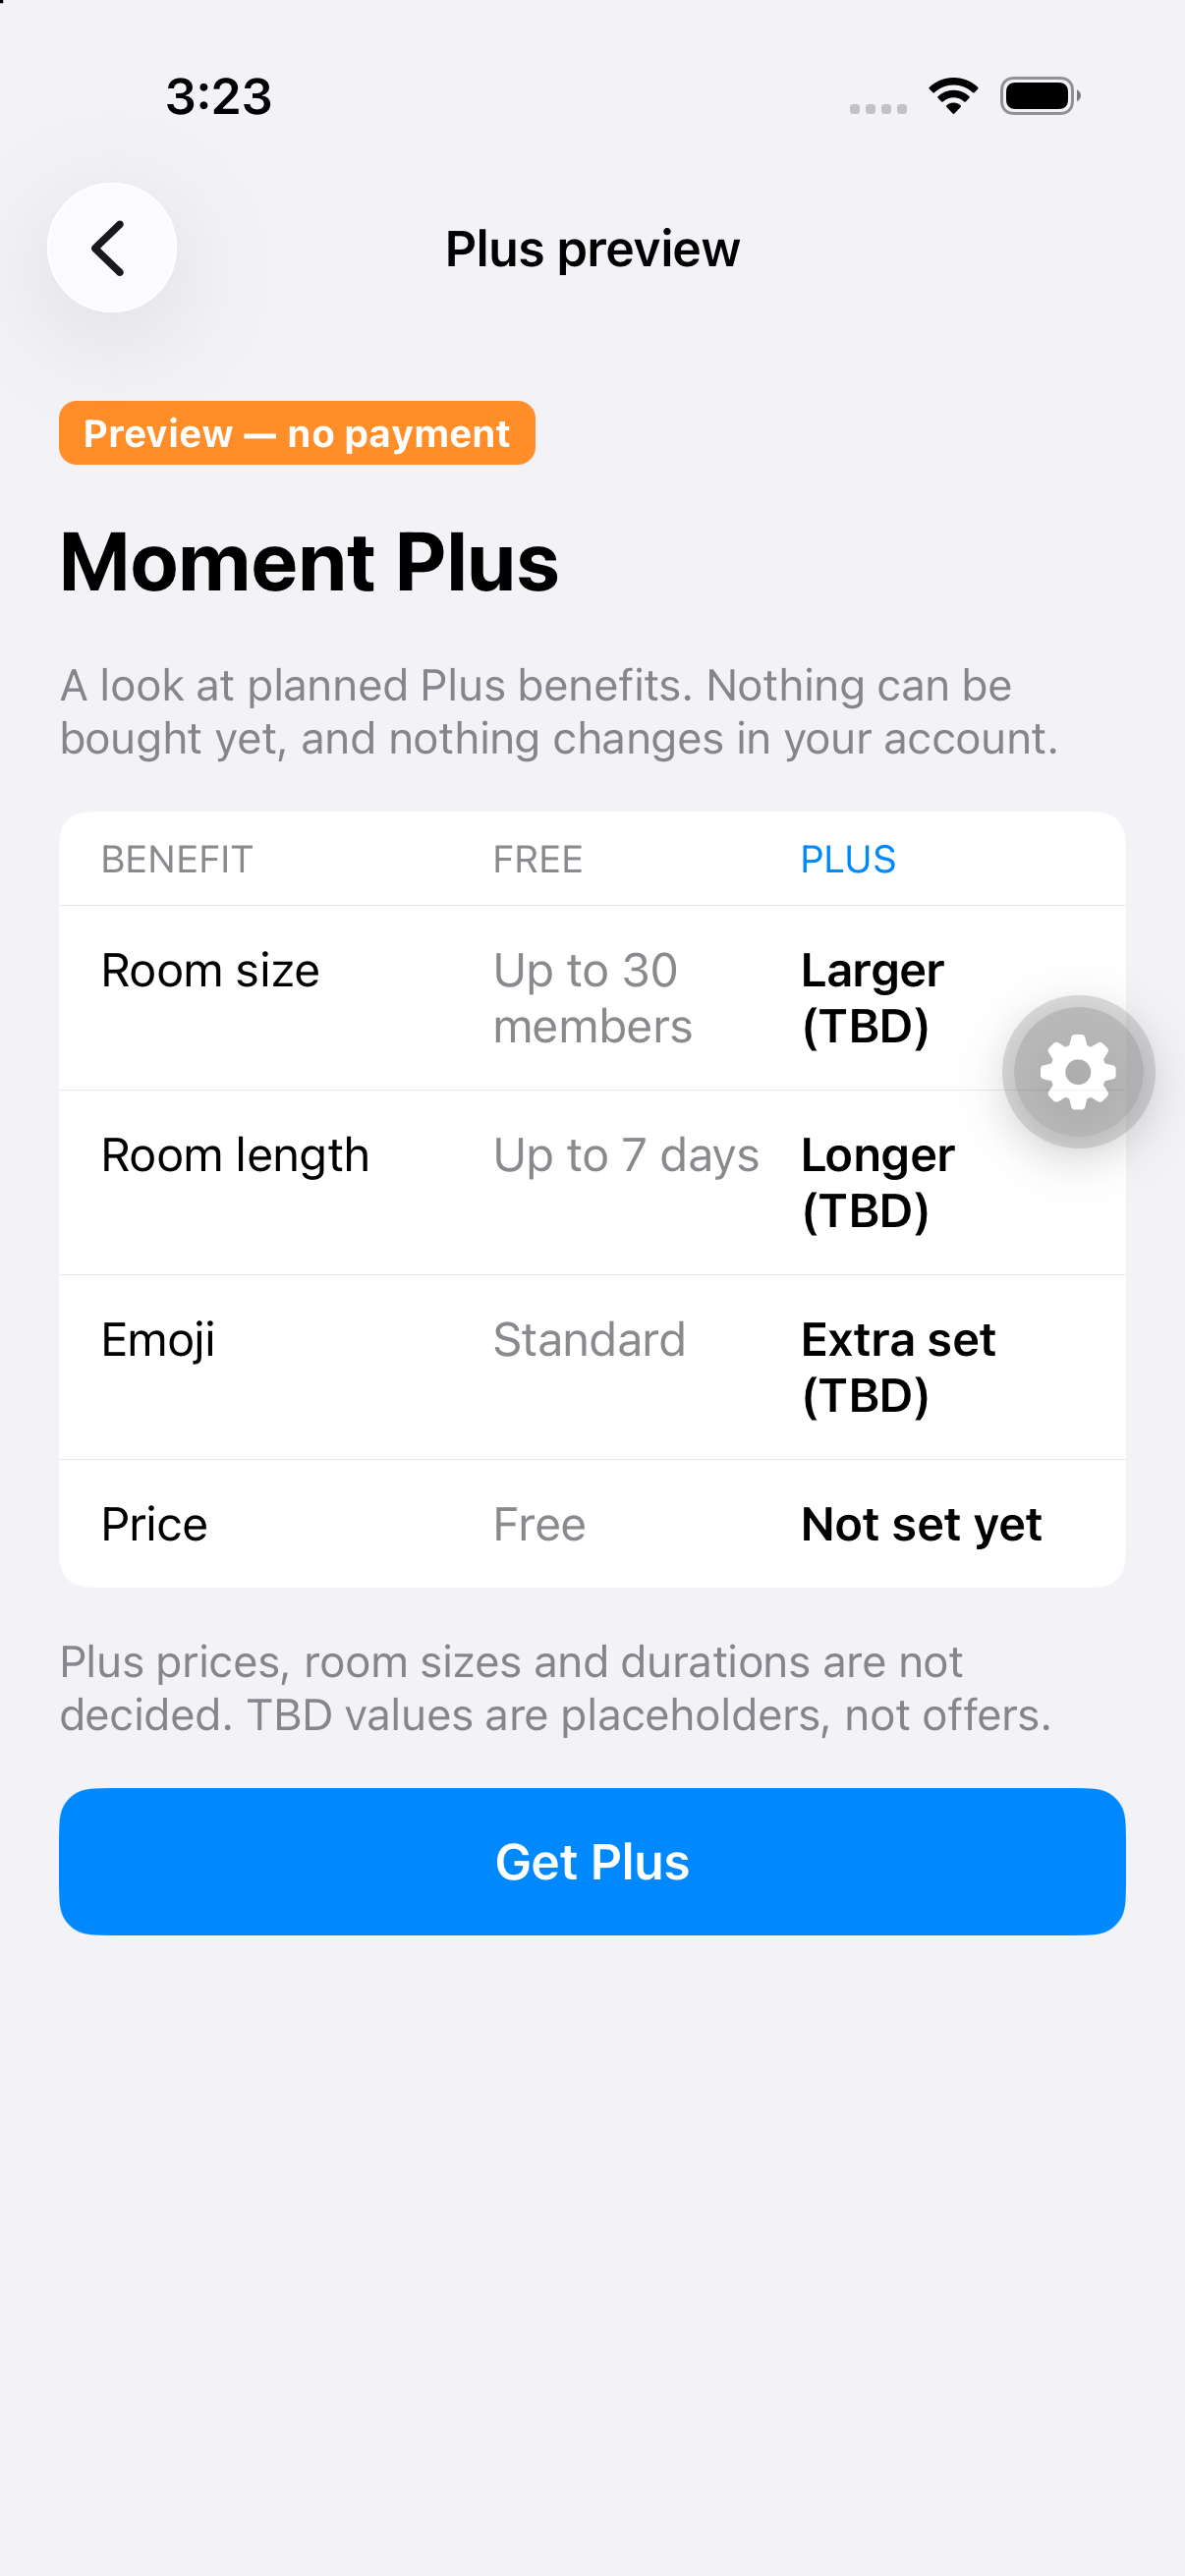 3:23
Plus preview
Preview — no payment
Moment Plus
A look at planned Plus benefits. Nothing can be
bought yet, and nothing changes in your account.
BENEFIT FREE PLUS
Room size Up to 30 Larger
members (TBD)
Room length Up to 7 days Longer
(TBD)
Emoji Standard Extra set
(TBD)
Price Free Not set yet
Plus prices, room sizes and durations are not
decided. TBD values are placeholders, not offers.
Get Plus